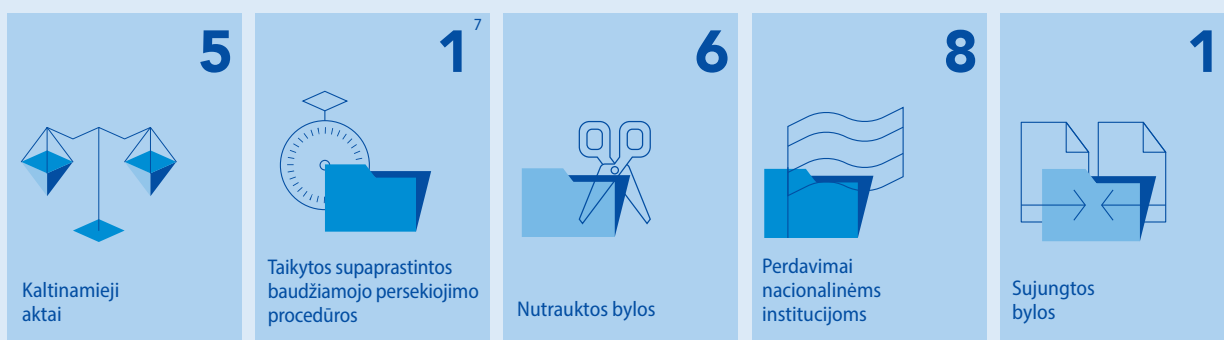 5
Kaltinamieji
aktai
1 7
Taikytos supaprastintos
baudžiamojo persekiojimo
procedūros
6
Nutrauktos bylos
8
Perdavimai
nacionalinėms
institucijoms
1
Sujungtos
bylos